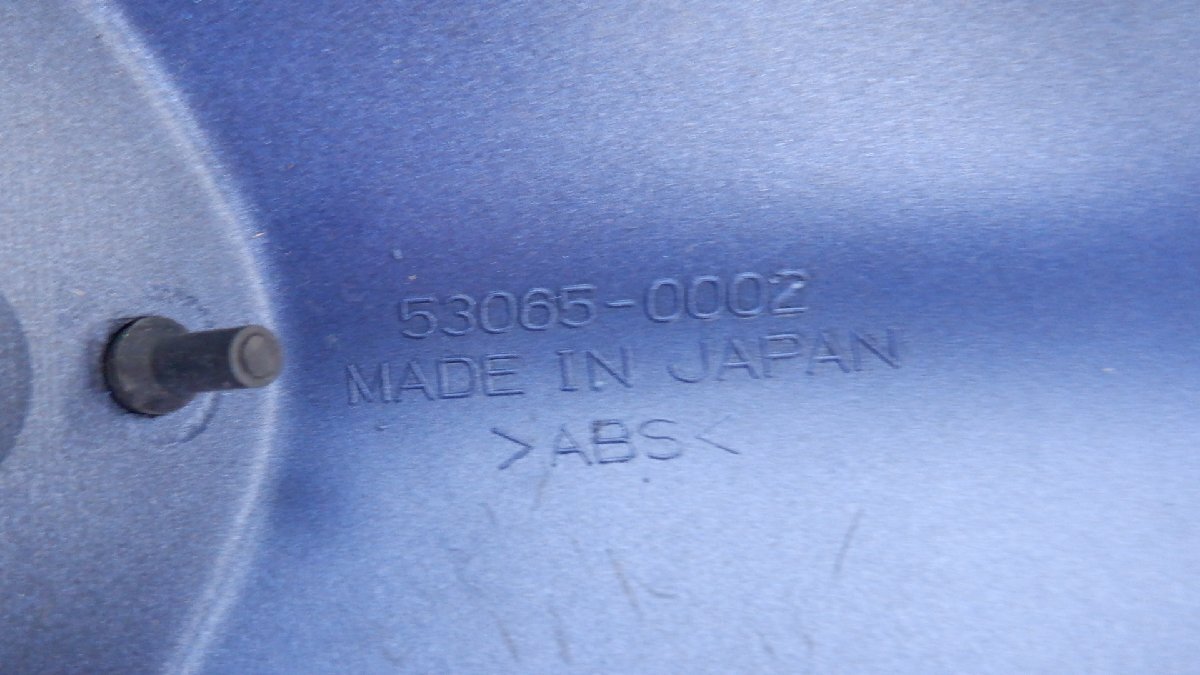 53065-0002
MADE IN JAPAN
>ABS<